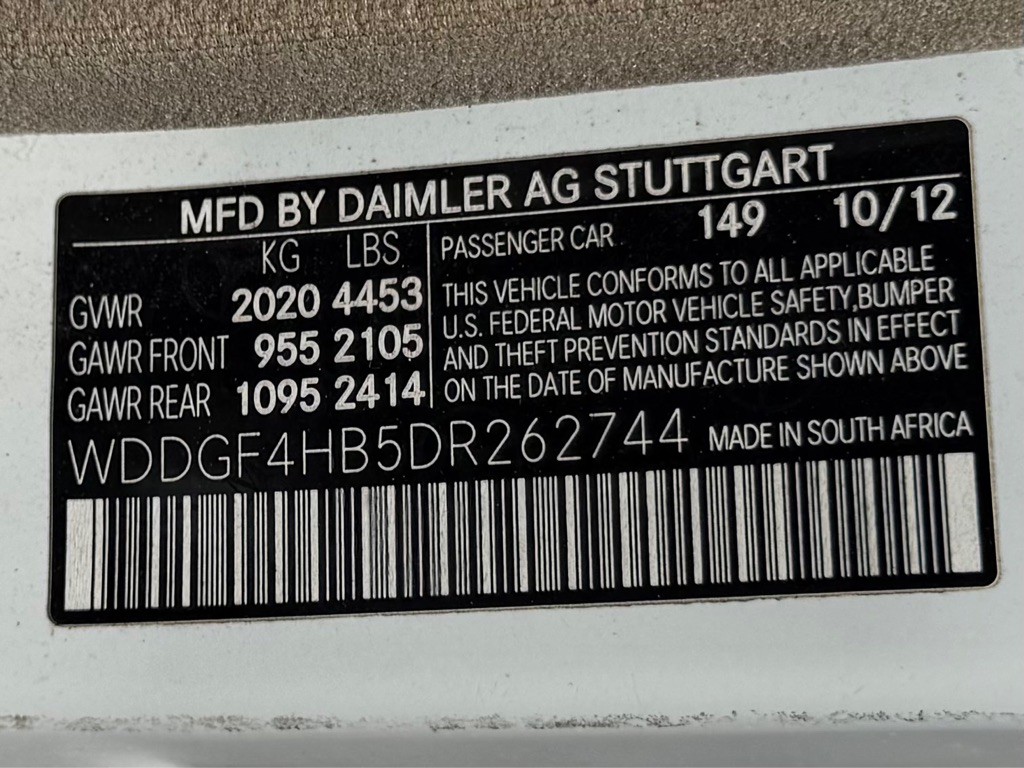 MFD BY DAIMLER AG STUTTGART
KG LBS
GVWR 2020 4453
GAWR FRONT 955 2105
GAWR REAR 1095 2414
PASSENGER CAR 149 10/12
THIS VEHICLE CONFORMS TO ALL APPLICABLE
U.S. FEDERAL MOTOR VEHICLE SAFETY,BUMPER
AND THEFT PREVENTION STANDARDS IN EFFECT
ON THE DATE OF MANUFACTURE SHOWN ABOVE
WDDGF4HB5DR262744 MADE IN SOUTH AFRICA